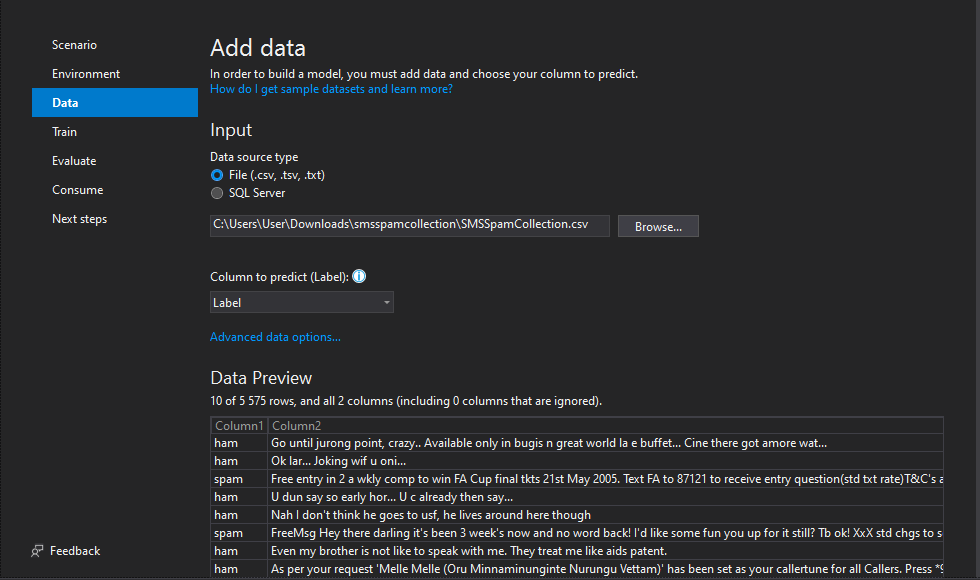 Scenario
Environment
Data
Train
Evaluate
Consume
Next steps
Feedback
Add data
In order to build a model, you must add data and choose your column to predict.
How do I get sample datasets and learn more?
Input
Data source type
File (.csv, .tsv, .txt)
SQL Server
C:\Users\User\Downloads\smsspamcollection\SMSSpamCollection.csv
Browse...
Column to predict (Label):
Label
Advanced data options...
Data Preview
10 of 5 575 rows, and all 2 columns (including 0 columns that are ignored).
Column1 Column2
ham Go until jurong point, crazy.. Available only in bugis n great world la e buffet... Cine there got amore wat...
ham Ok lar... Joking wif u oni...
spam Free entry in 2 a wkly comp to win FA Cup final tkts 21st May 2005. Text FA to 87121 to receive entry question(std txt rate)T&C's a
ham U dun say so early hor... U c already then say...
ham Nah I don't think he goes to usf, he lives around here though
spam FreeMsg Hey there darling it's been 3 week's now and no word back! I'd like some fun you up for it still? Tb ok! XxX std chgs to s
ham Even my brother is not like to speak with me. They treat me like aids patent.
ham As per your request 'Melle Melle (Oru Minnaminunginte Nurungu Vettam)' has been set as your callertune for all Callers. Press *9